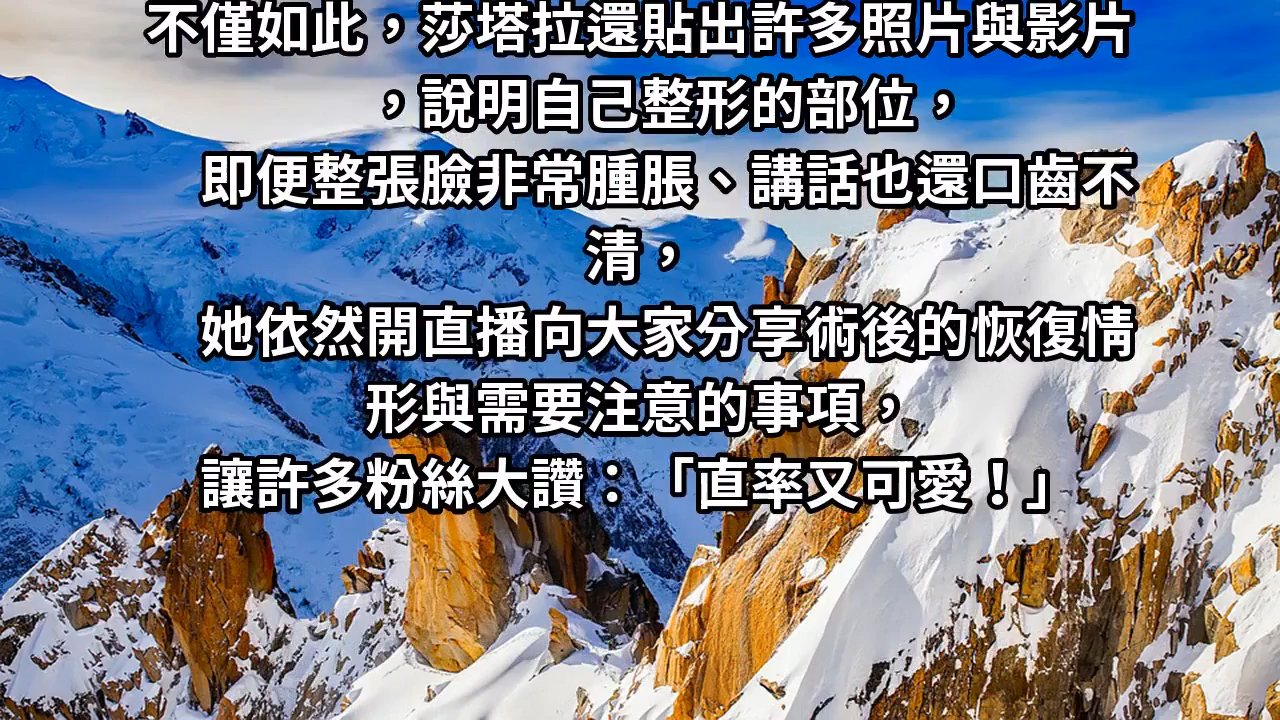 不僅如此，莎塔拉還貼出許多照片與影片
，說明自己整形的部位，
即便整張臉非常腫脹、講話也還口齒不
清，
她依然開直播向大家分享術後的恢復情
形與需要注意的事項，
讓許多粉絲大讚：「直率又可愛！」